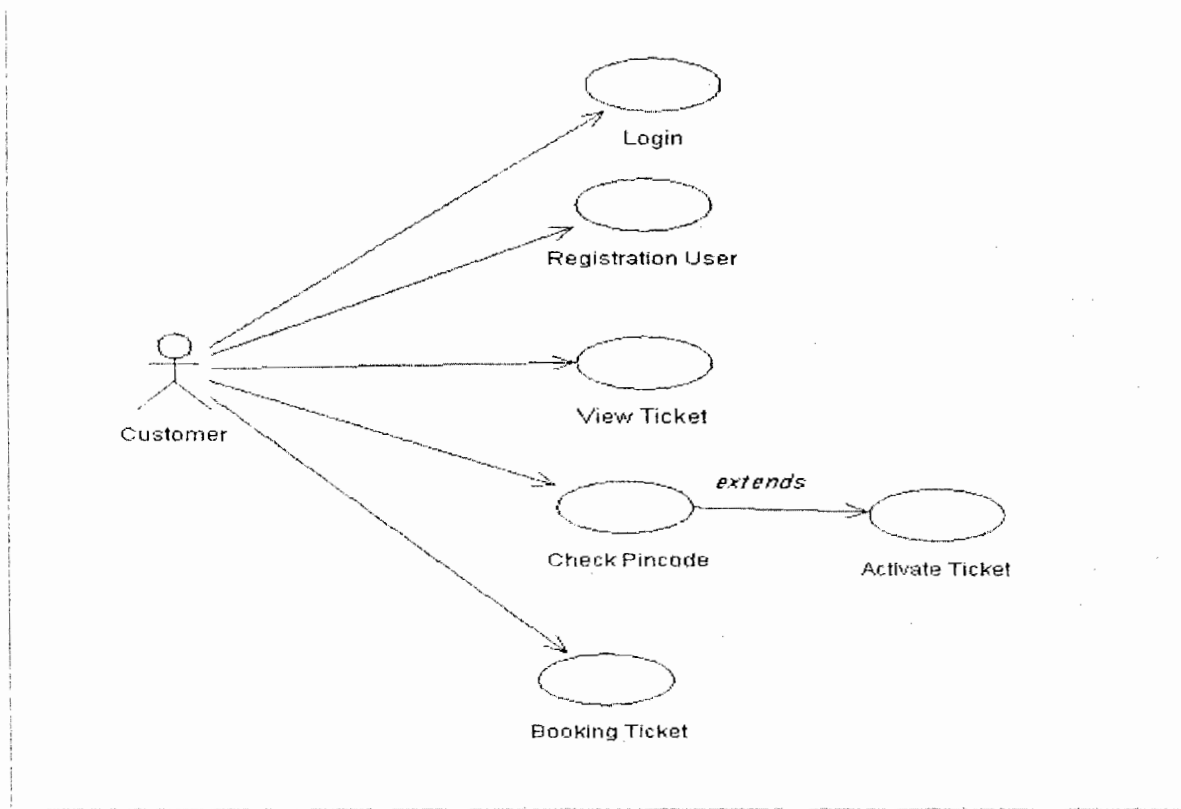 Login
Registration User
View Ticket
Customer
extends
Check Pincode
Activate Ticket
Booking Ticket